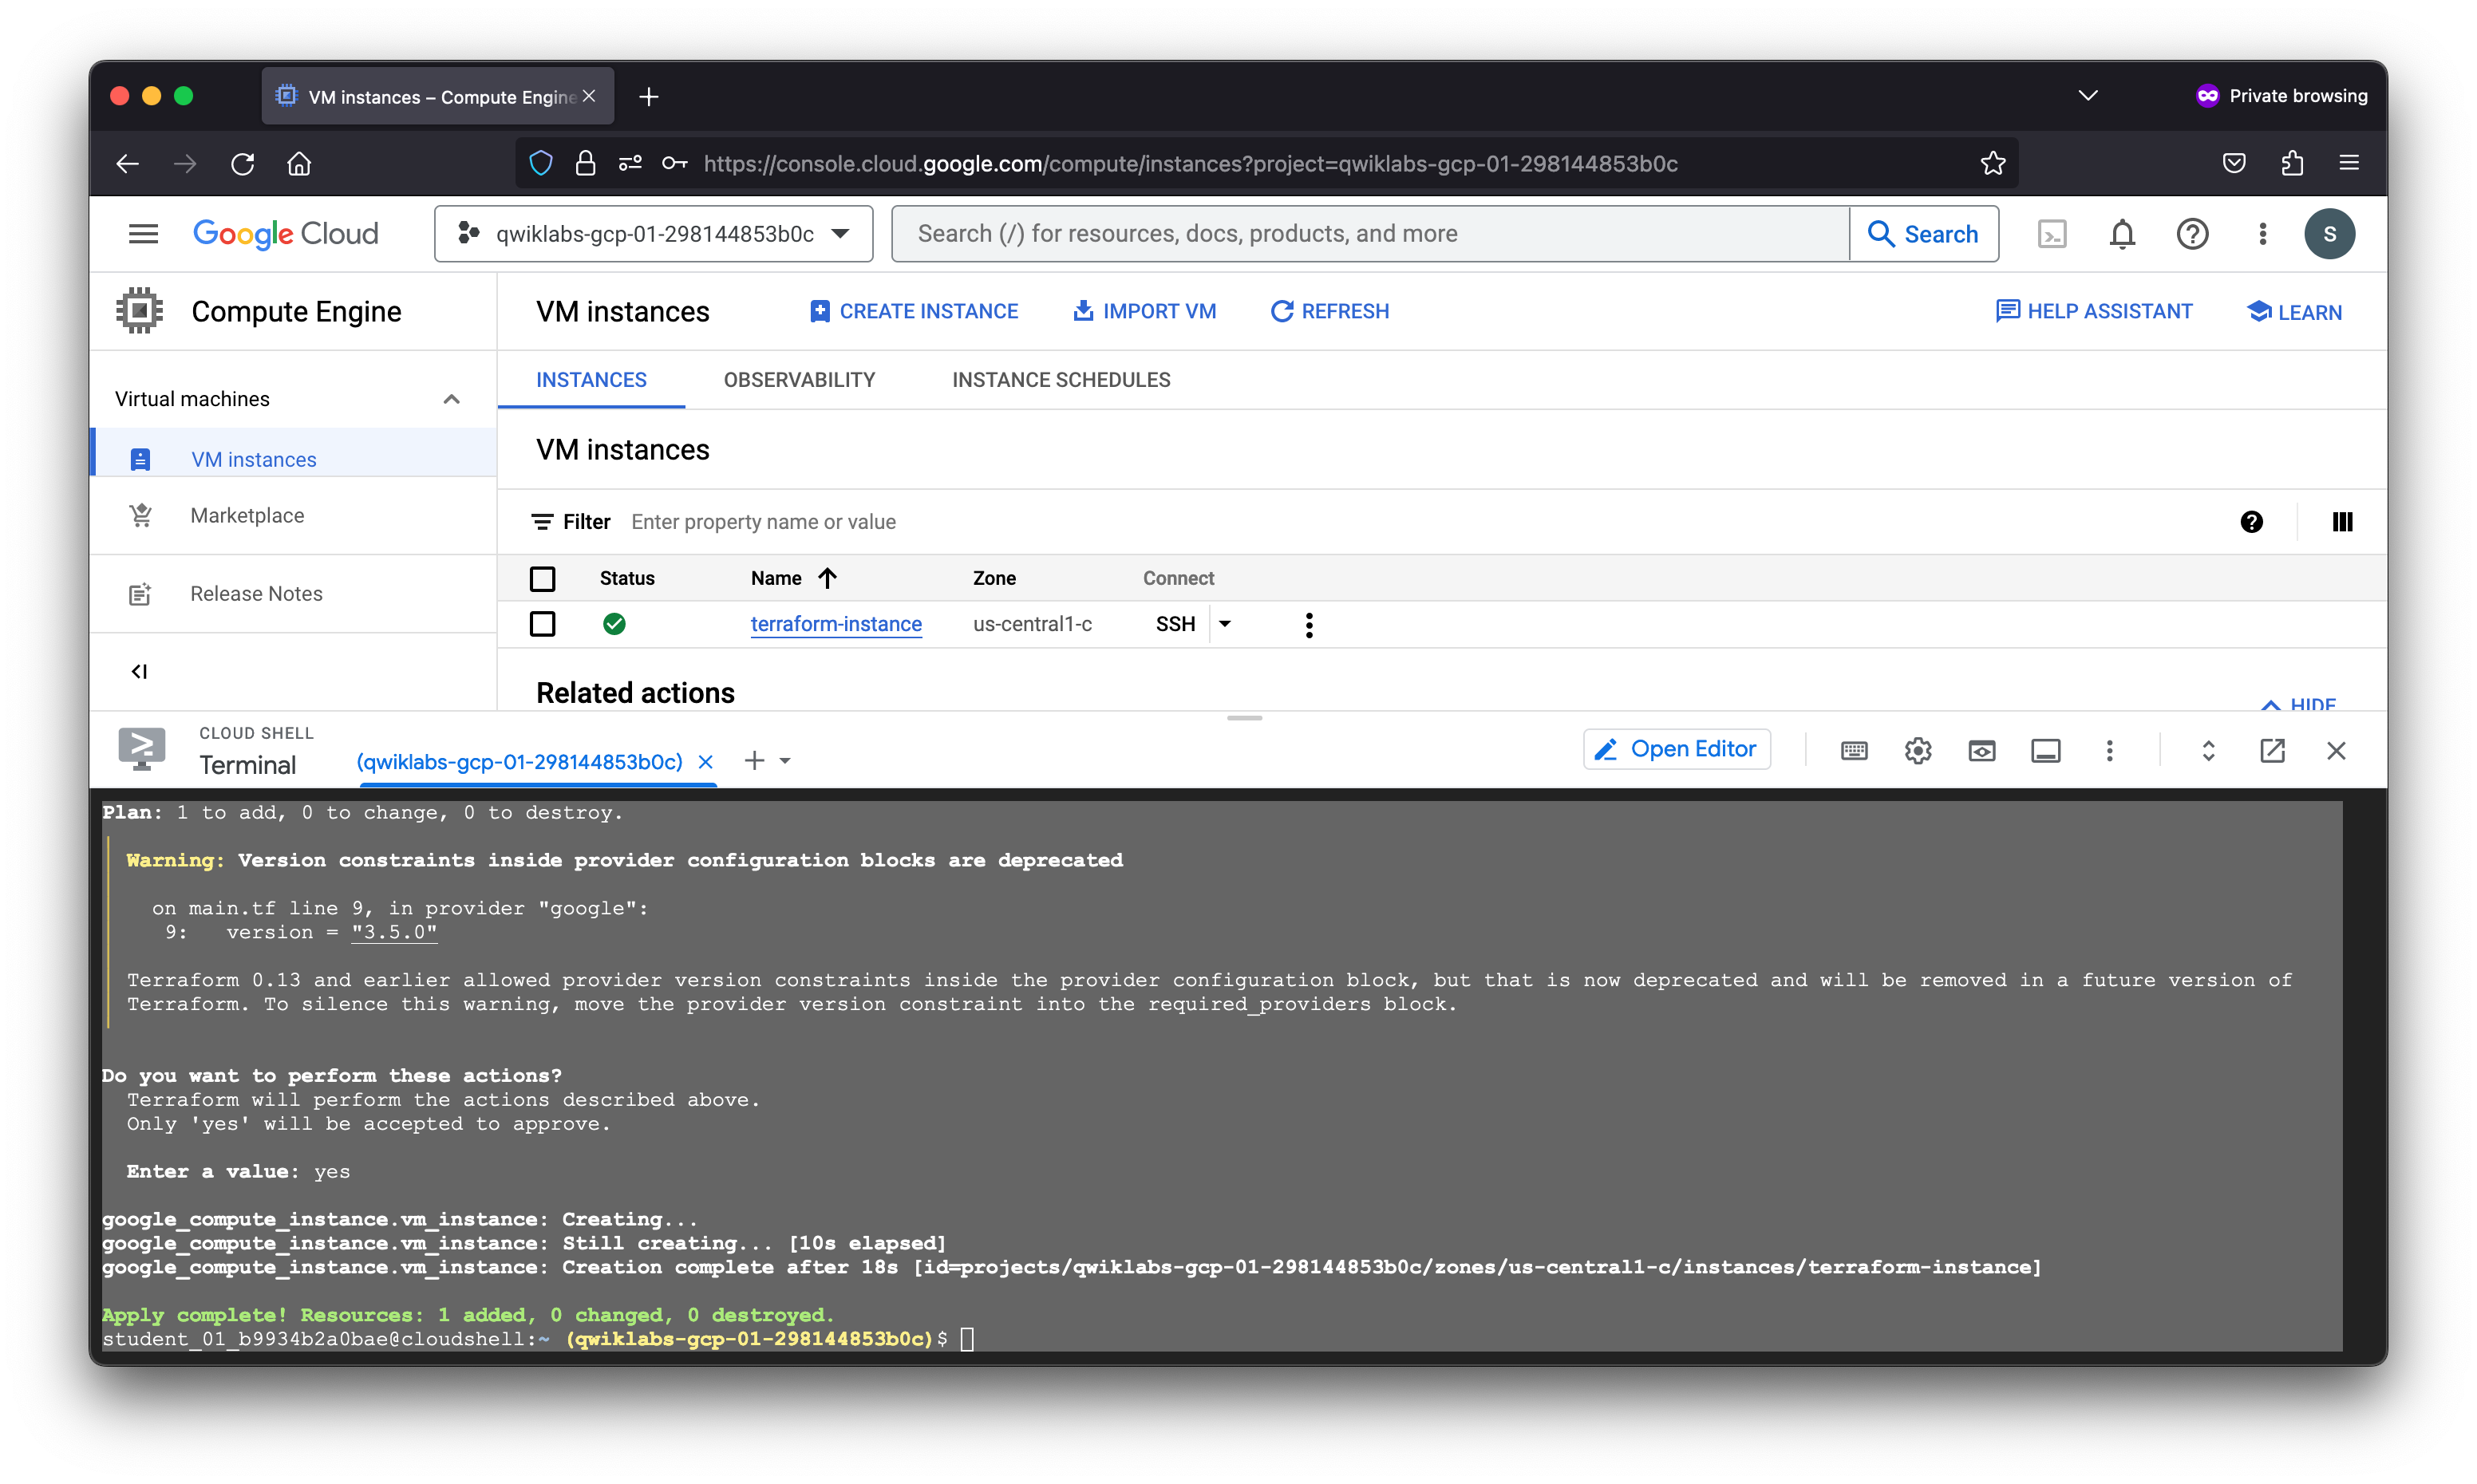 VM instances – Compute Engine
Private browsing
https://console.cloud.google.com/compute/instances?project=qwiklabs-gcp-01-298144853b0c
Google Cloud
qwiklabs-gcp-01-298144853b0c
Search (/) for resources, docs, products, and more
Search
S
Compute Engine
VM instances
CREATE INSTANCE
IMPORT VM
REFRESH
HELP ASSISTANT
LEARN
Virtual machines
VM instances
Marketplace
Release Notes
INSTANCES
OBSERVABILITY
INSTANCE SCHEDULES
VM instances
Filter Enter property name or value
Status Name Zone Connect
terraform-instance us-central1-c SSH
Related actions
HIDE
CLOUD SHELL
Terminal
(qwiklabs-gcp-01-298144853b0c)
Open Editor
Plan: 1 to add, 0 to change, 0 to destroy.
Warning: Version constraints inside provider configuration blocks are deprecated
on main.tf line 9, in provider "google":
9:   version = "3.5.0"
Terraform 0.13 and earlier allowed provider version constraints inside the provider configuration block, but that is now deprecated and will be removed in a future version of
Terraform. To silence this warning, move the provider version constraint into the required_providers block.
Do you want to perform these actions?
Terraform will perform the actions described above.
Only 'yes' will be accepted to approve.
Enter a value: yes
google_compute_instance.vm_instance: Creating...
google_compute_instance.vm_instance: Still creating... [10s elapsed]
google_compute_instance.vm_instance: Creation complete after 18s [id=projects/qwiklabs-gcp-01-298144853b0c/zones/us-central1-c/instances/terraform-instance]
Apply complete! Resources: 1 added, 0 changed, 0 destroyed.
student_01_b9934b2a0bae@cloudshell:~ (qwiklabs-gcp-01-298144853b0c)$